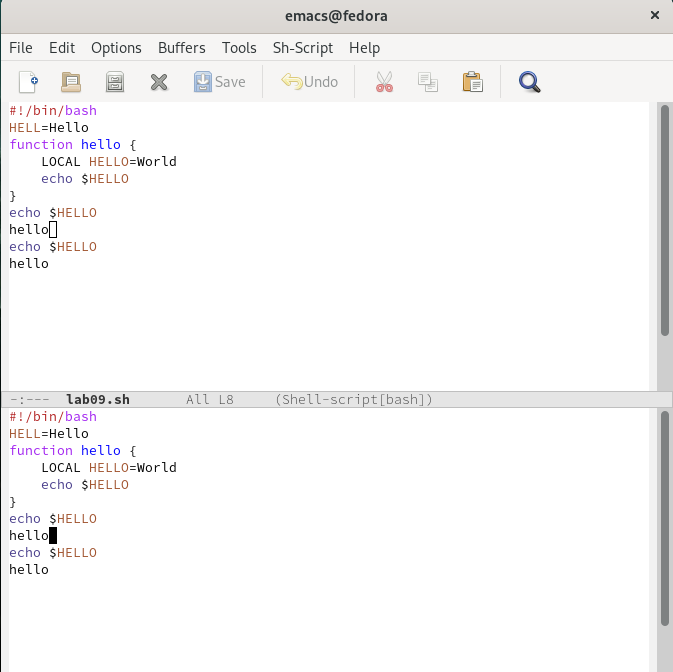 emacs@fedora ×
File Edit Options Buffers Tools Sh-Script Help
Save Undo
#!/bin/bash
HELL=Hello
function hello {
    LOCAL HELLO=World
    echo $HELLO
}
echo $HELLO
hello
echo $HELLO
hello
-:--- lab09.sh All L8 (Shell-script[bash])
#!/bin/bash
HELL=Hello
function hello {
    LOCAL HELLO=World
    echo $HELLO
}
echo $HELLO
hello
echo $HELLO
hello